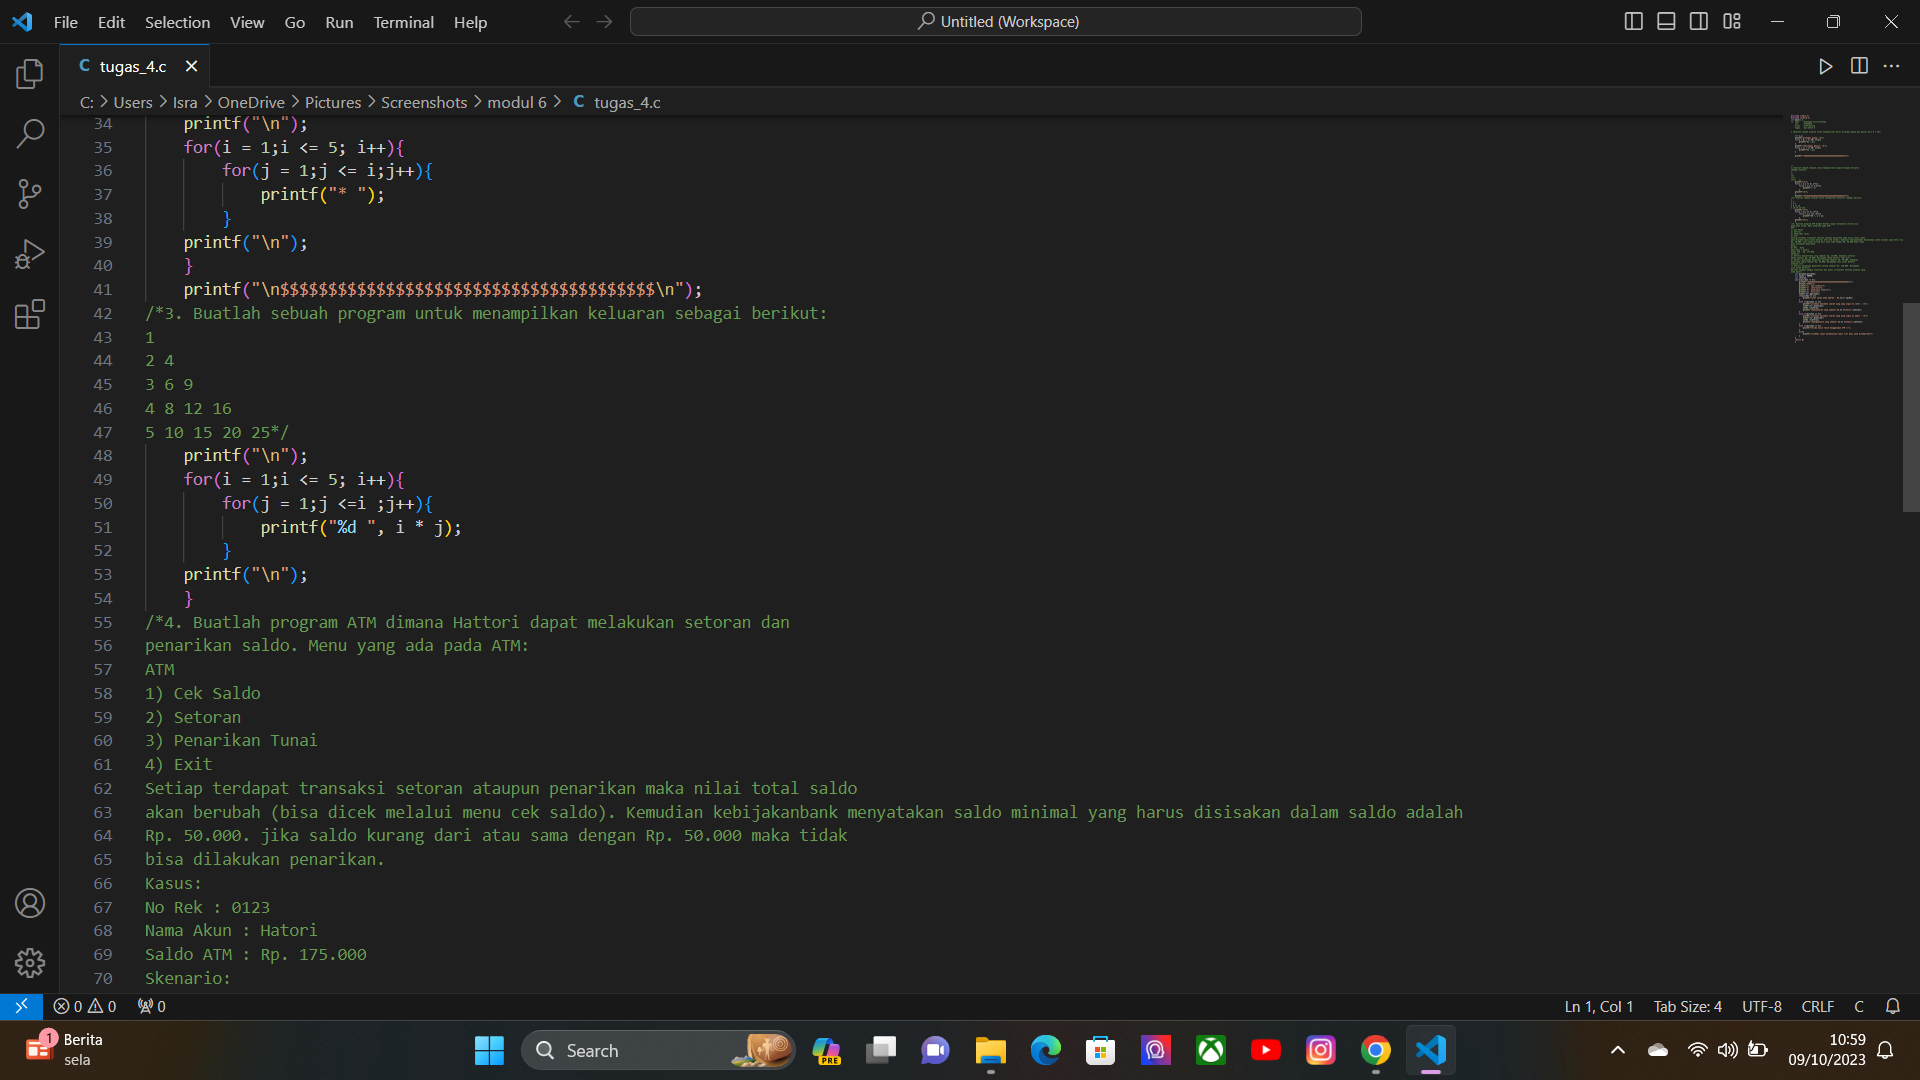 File Edit Selection View Go Run Terminal Help
Untitled (Workspace)
C tugas_4.c
C: > Users > Isra > OneDrive > Pictures > Screenshots > modul 6 > C tugas_4.c
34 printf("\n");
35 for(i = 1;i <= 5; i++){
36 for(j = 1;j <= i;j++){
37 printf("* ");
38 }
39 printf("\n");
40 }
41 printf("\n$$$$$$$$$$$$$$$$$$$$$$$$$$$$$$$$$$$$$$$\n");
42 /*3. Buatlah sebuah program untuk menampilkan keluaran sebagai berikut:
43 1
44 2 4
45 3 6 9
46 4 8 12 16
47 5 10 15 20 25*/
48 printf("\n");
49 for(i = 1;i <= 5; i++){
50 for(j = 1;j <=i ;j++){
51 printf("%d ", i * j);
52 }
53 printf("\n");
54 }
55 /*4. Buatlah program ATM dimana Hattori dapat melakukan setoran dan
56 penarikan saldo. Menu yang ada pada ATM:
57 ATM
58 1) Cek Saldo
59 2) Setoran
60 3) Penarikan Tunai
61 4) Exit
62 Setiap terdapat transaksi setoran ataupun penarikan maka nilai total saldo
63 akan berubah (bisa dicek melalui menu cek saldo). Kemudian kebijakanbank menyatakan saldo minimal yang harus disisakan dalam saldo adalah
64 Rp. 50.000. jika saldo kurang dari atau sama dengan Rp. 50.000 maka tidak
65 bisa dilakukan penarikan.
66 Kasus:
67 No Rek : 0123
68 Nama Akun : Hatori
69 Saldo ATM : Rp. 175.000
70 Skenario:
0 0 0
Ln 1, Col 1 Tab Size: 4 UTF-8 CRLF C
1 Berita
sela
Search
PRE
10:59
09/10/2023